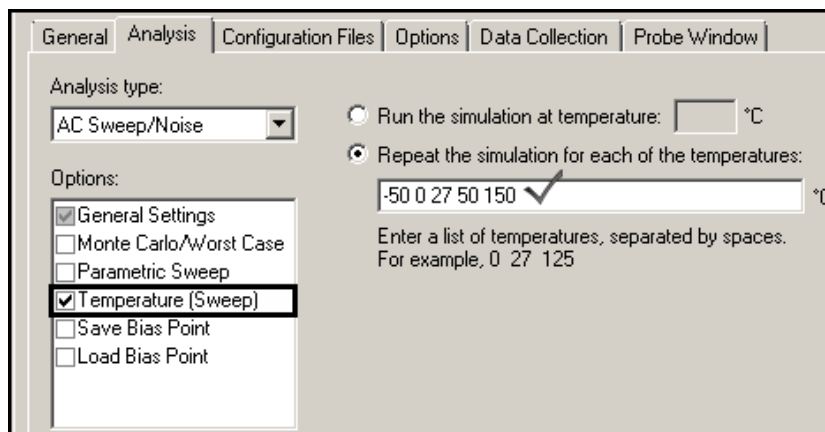 General Analysis Configuration Files Options Data Collection Probe Window
Analysis type:
AC Sweep/Noise
Options:
General Settings
Monte Carlo/Worst Case
Parametric Sweep
Temperature (Sweep)
Save Bias Point
Load Bias Point
Run the simulation at temperature: °C
Repeat the simulation for each of the temperatures:
-50 0 27 50 150 °C
Enter a list of temperatures, separated by spaces.
For example, 0 27 125